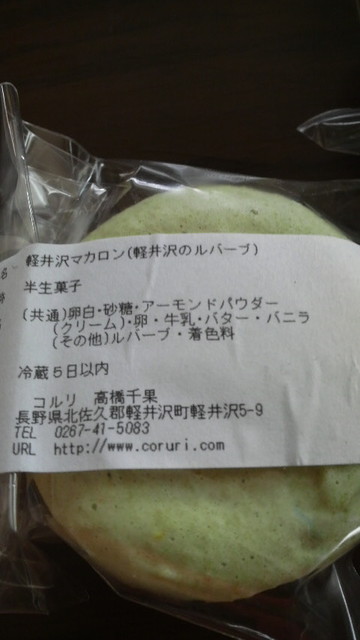 名 軽井沢マカロン(軽井沢のルバーブ)
半生菓子
(共通)卵白・砂糖・アーモンドパウダー
(クリーム)・卵・牛乳・バター・バニラ
(その他)ルバーブ・着色料
冷蔵5日以内
コルリ 高橋千果
長野県北佐久郡軽井沢町軽井沢5-9
TEL 0267-41-5083
URL http://www.coruri.com